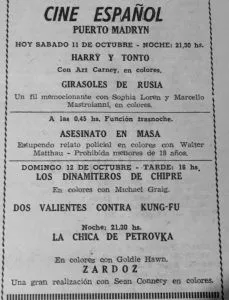 CINE ESPAÑOL
PUERTO MADRYN
HOY SABADO 11 DE OCTUBRE - NOCHE: 21,30 hs.
HARRY Y TONTO
Con Art Carney, en colores.
GIRASOLES DE RUSIA
Un fil memocionante con Sophia Loren y Marcello
Mastroianni, en colores.
A las 0,45 hs. Función trasnoche.
ASESINATO EN MASA
Estupendo relato policial en colores con Walter
Matthau - Prohibida menores de 18 años.
DOMINGO 12 DE OCTUBRE - TARDE: 18 hs.
LOS DINAMITEROS DE CHIPRE
En colores con Michael Graig.
DOS VALIENTES CONTRA KUNG-FU
Noche: 21,30 hs.
LA CHICA DE PETROVKA
En colores con Goldie Hawn.
ZARDOZ
Una gran realización con Sean Connery en colores.